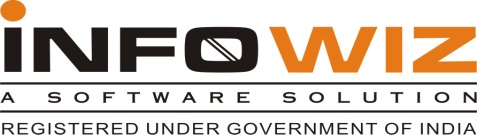 iNFOWIZ
A SOFTWARE SOLUTION
REGISTERED UNDER GOVERNMENT OF INDIA